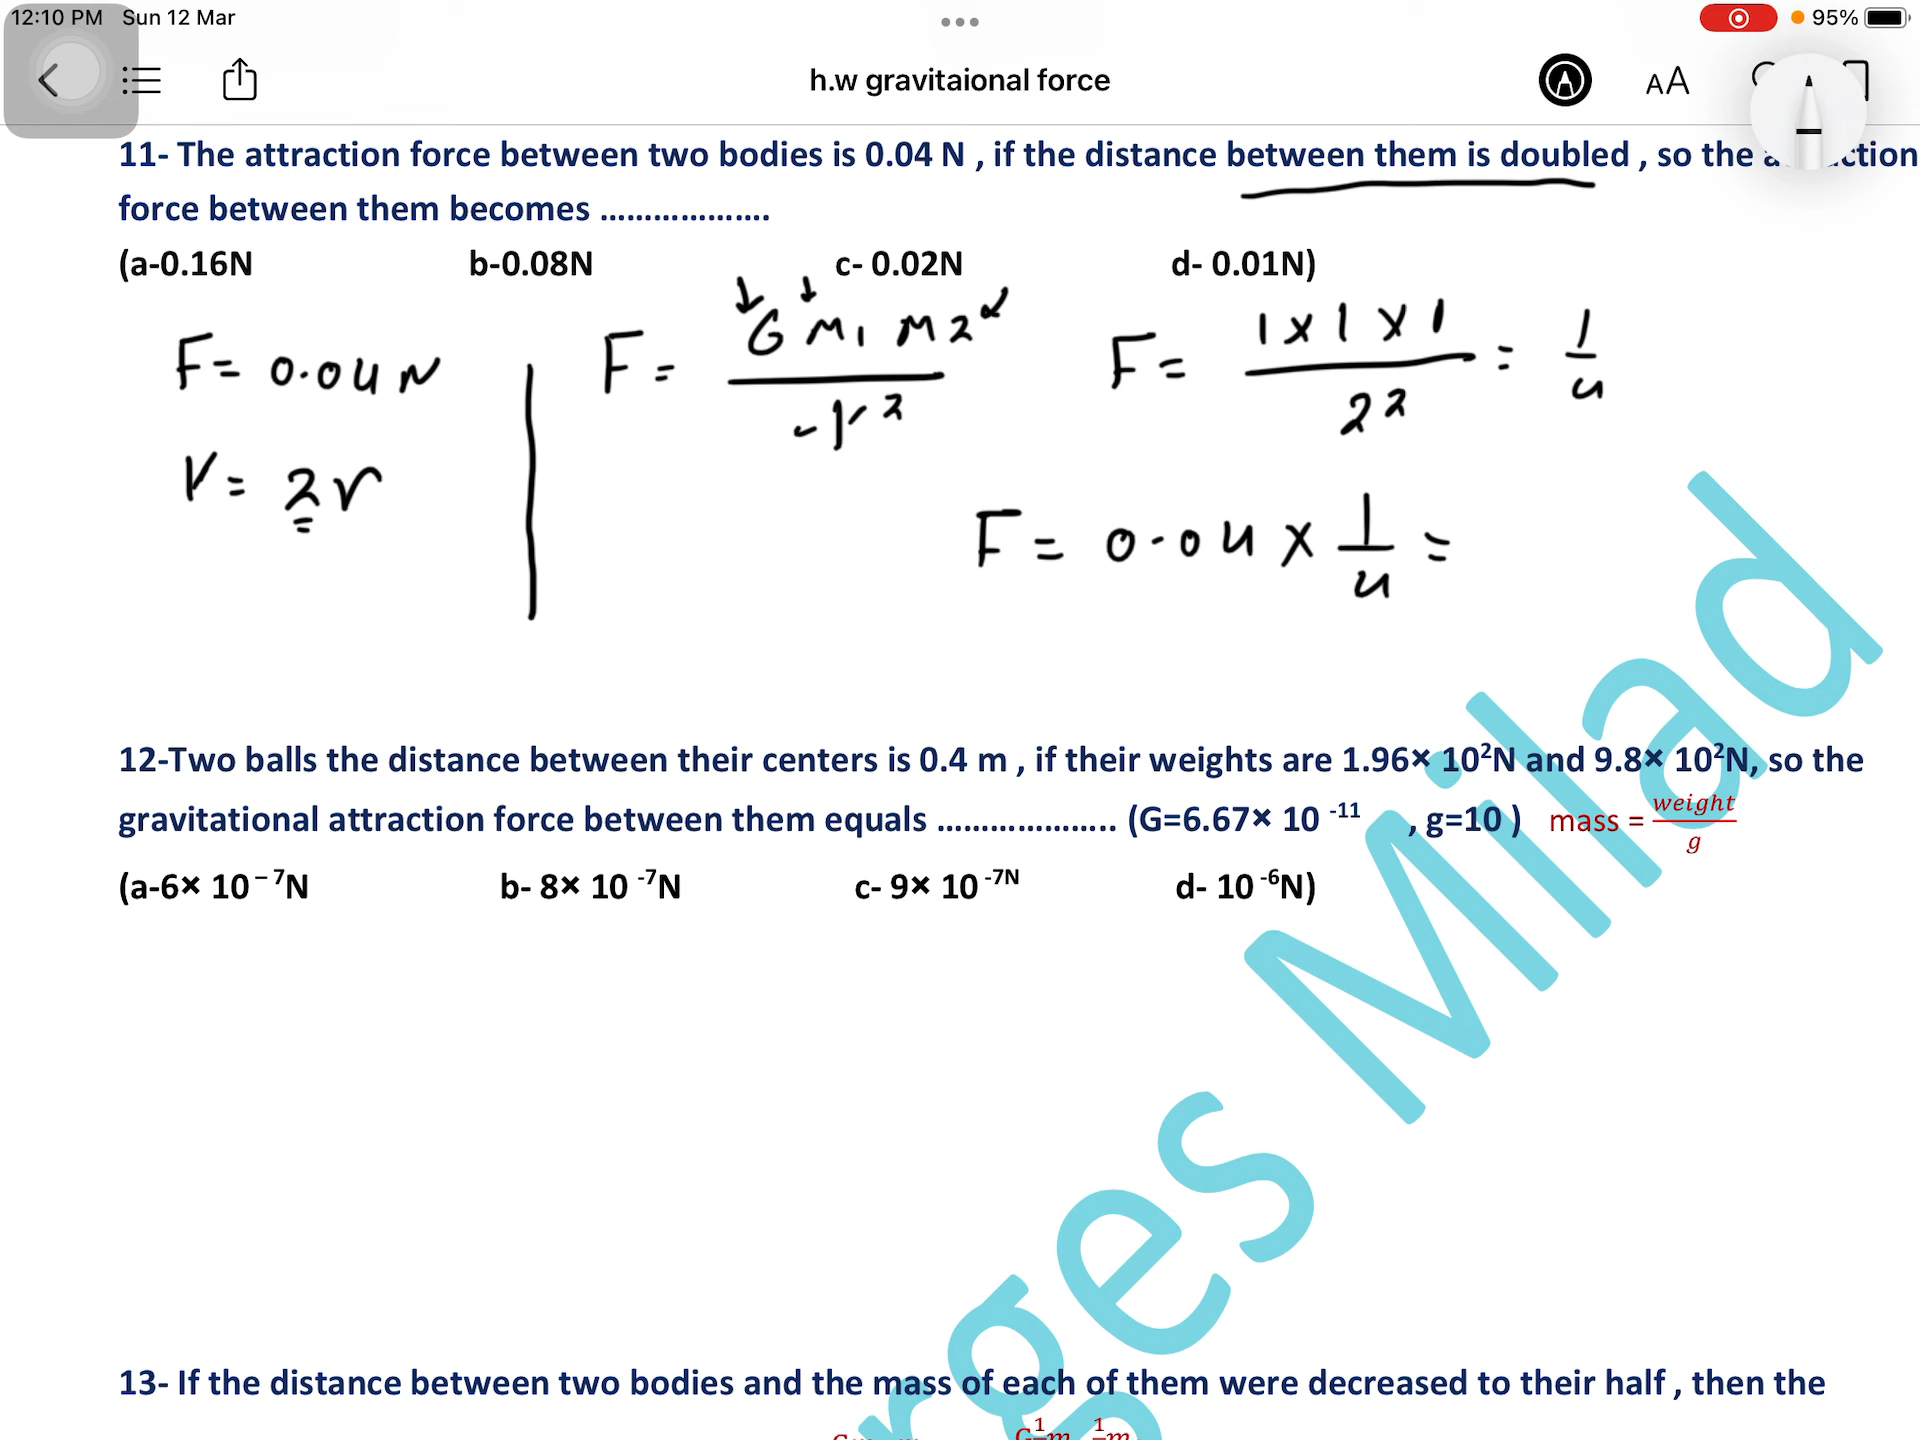 12:10 PM Sun 12 Mar
95%
h.w gravitaional force
AA
11- The attraction force between two bodies is 0.04 N , if the distance between them is doubled , so the
force between them becomes ...................
(a-0.16N b-0.08N c- 0.02N d- 0.01N)
F= 0.04 N
F= G M1 M2 / r²
F= 1x1x1 / 2² = 1/4
r= 2r
F= 0.04 x 1/4 =
12-Two balls the distance between their centers is 0.4 m , if their weights are 1.96× 10²N and 9.8× 10²N, so the
gravitational attraction force between them equals .................... (G=6.67× 10 ⁻¹¹ , g=10 ) mass = weight / g
(a-6× 10⁻⁷N b- 8× 10 ⁻⁷N c- 9× 10 ⁻⁷ᴺ d- 10 ⁻⁶N)
13- If the distance between two bodies and the mass of each of them were decreased to their half , then the
Milad